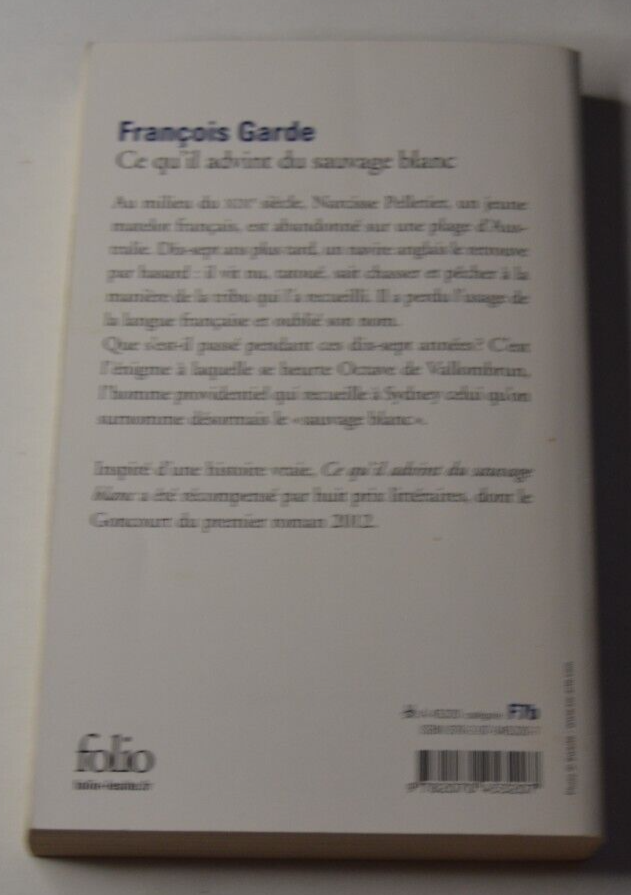 François Garde
Ce qu'il advint du sauvage blanc
Au milieu du XIXᵉ siècle, Narcisse Pelletier, un jeune
matelot français, est abandonné sur une plage d'Aus-
tralie. Dix-sept ans plus tard, un navire anglais le retrouve
par hasard : il vit nu, tatoué, sait chasser et pêcher à la
manière de la tribu qui l'a recueilli. Il a perdu l'usage de
la langue française et oublié son nom.
Que s'est-il passé pendant ces dix-sept années? C'est
l'énigme à laquelle se heurte Octave de Vallombrun,
l'homme providentiel qui recueille à Sydney celui qu'on
surnomme désormais le «sauvage blanc».
Inspiré d'une histoire vraie, Ce qu'il advint du sauvage
blanc a été récompensé par huit prix littéraires, dont le
Goncourt du premier roman 2012.
catégorie F7b
ISBN
folio
folio-lesite.fr